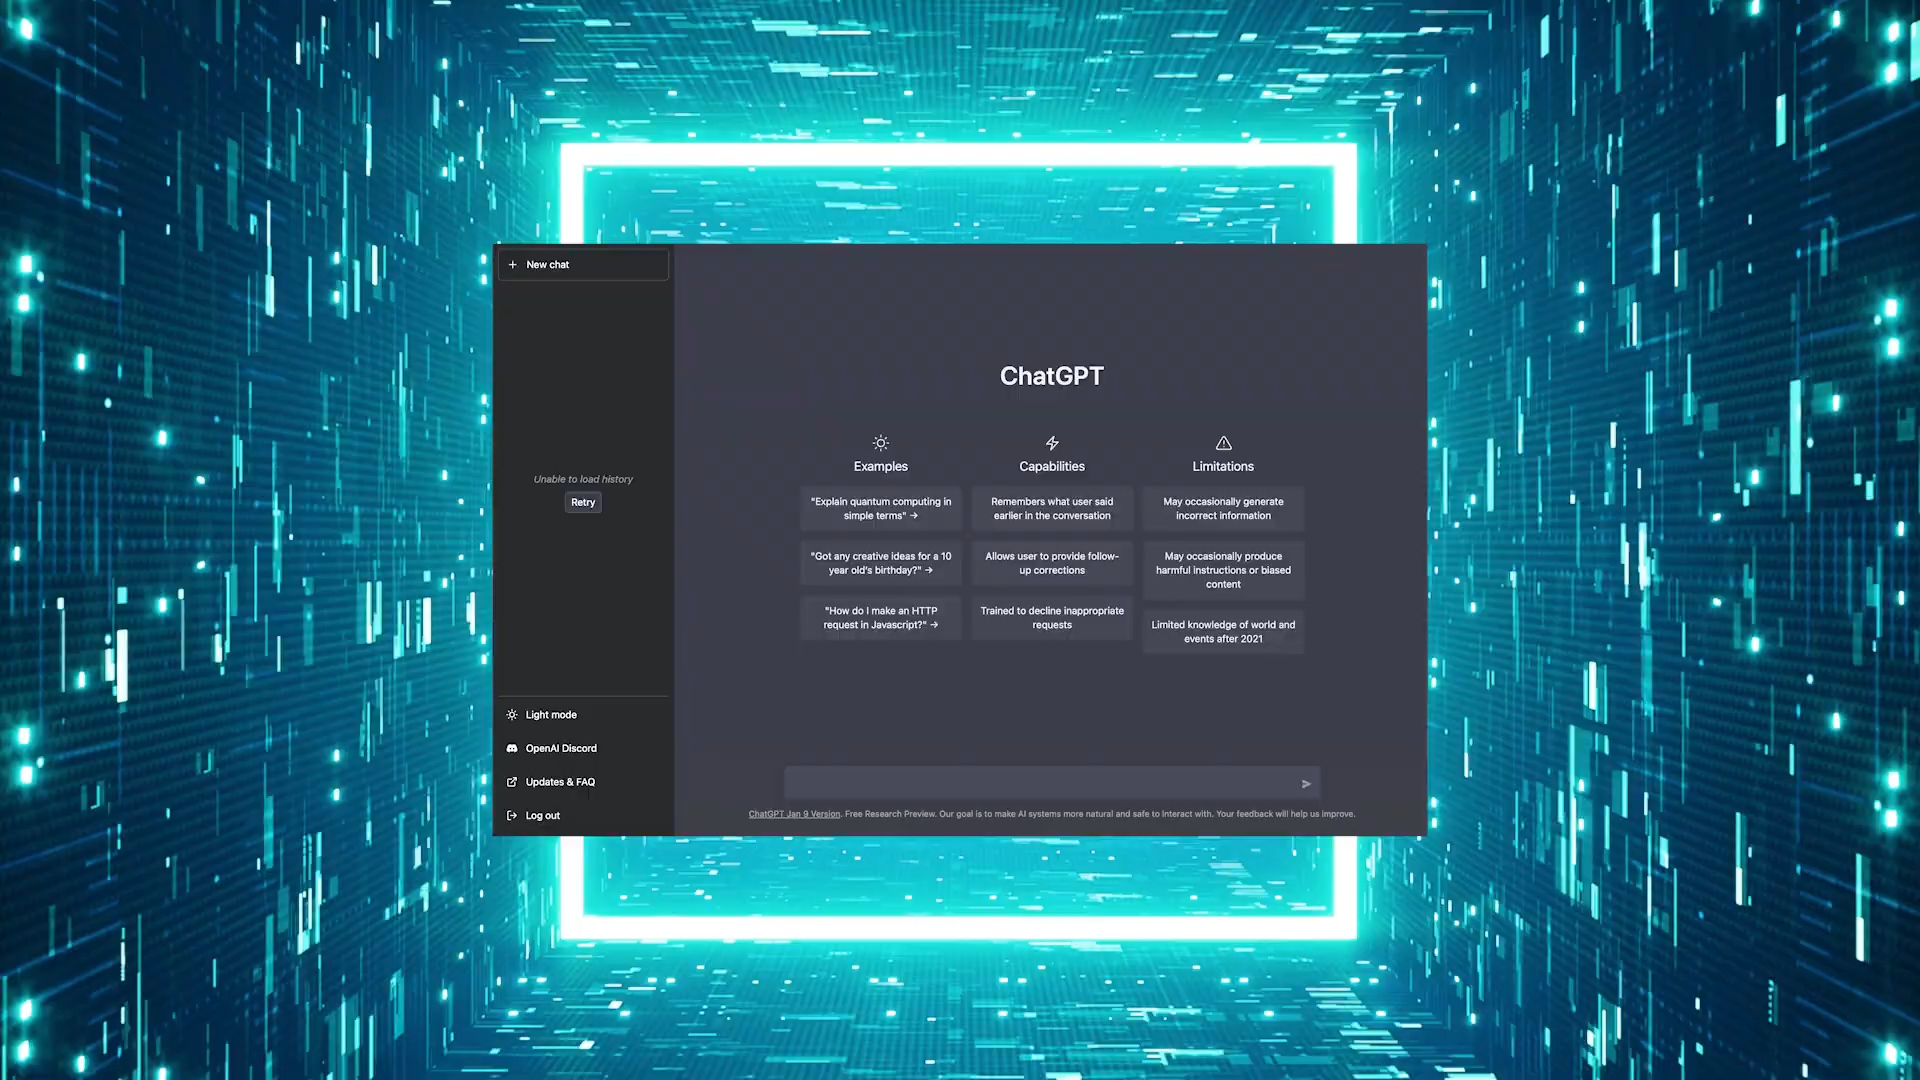 New chat
Unable to load history
Retry
Light mode
OpenAI Discord
Updates & FAQ
Log out
ChatGPT
Examples
"Explain quantum computing in
simple terms" →
"Got any creative ideas for a 10
year old's birthday?" →
"How do I make an HTTP
request in Javascript?" →
Capabilities
Remembers what user said
earlier in the conversation
Allows user to provide follow-
up corrections
Trained to decline inappropriate
requests
Limitations
May occasionally generate
incorrect information
May occasionally produce
harmful instructions or biased
content
Limited knowledge of world and
events after 2021
ChatGPT Jan 9 Version. Free Research Preview. Our goal is to make AI systems more natural and safe to interact with. Your feedback will help us improve.